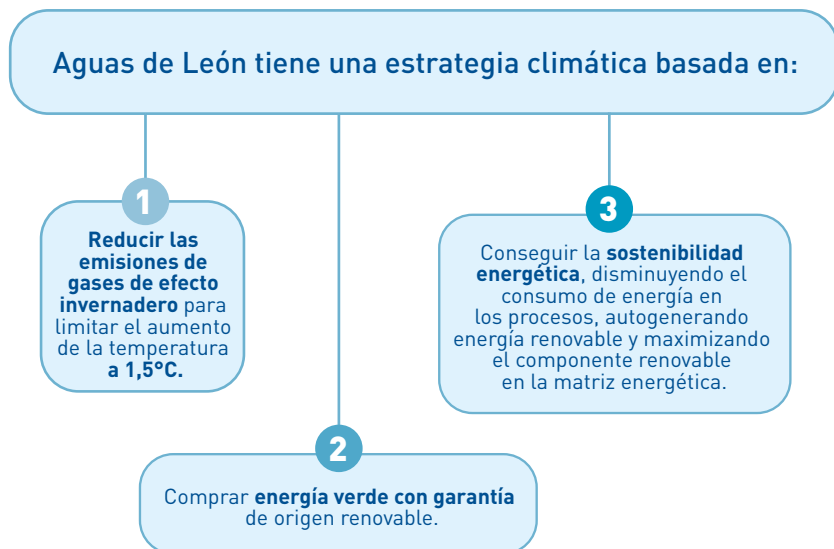 Aguas de León tiene una estrategia climática basada en:
1
Reducir las
emisiones de
gases de efecto
invernadero para
limitar el aumento
de la temperatura
a 1,5°C.
2
Comprar energía verde con garantía
de origen renovable.
3
Conseguir la sostenibilidad
energética, disminuyendo el
consumo de energía en
los procesos, autogenerando
energía renovable y maximizando
el componente renovable
en la matriz energética.